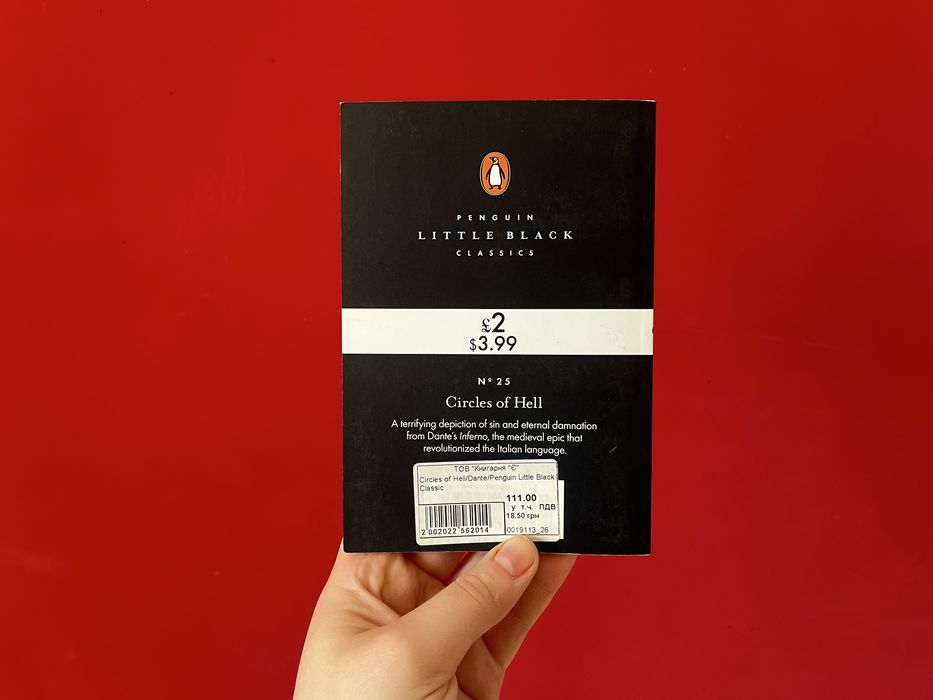 PENGUIN
LITTLE BLACK
CLASSICS
£2
$3.99
Nº 25
Circles of Hell
A terrifying depiction of sin and eternal damnation
from Dante's Inferno, the medieval epic that
revolutionized the Italian language.
ТОВ "Книгарня "Є"
Circles of Hell/Dante/Penguin Little Black
Classic
111.00
у т.ч. ПДВ
18.50 грн
2 002022 562014
0019113_26